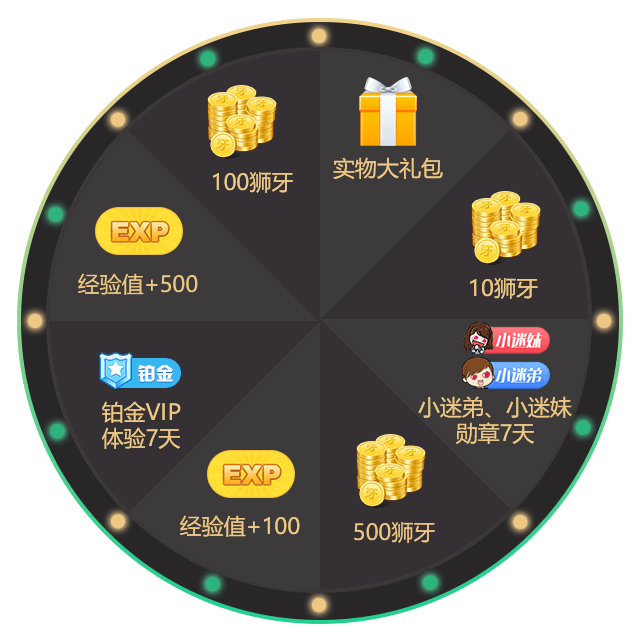 实物大礼包
10狮牙
小迷妹
小迷弟
小迷弟、小迷妹
勋章7天
500狮牙
EXP
经验值+100
铂金
铂金VIP
体验7天
EXP
经验值+500
100狮牙